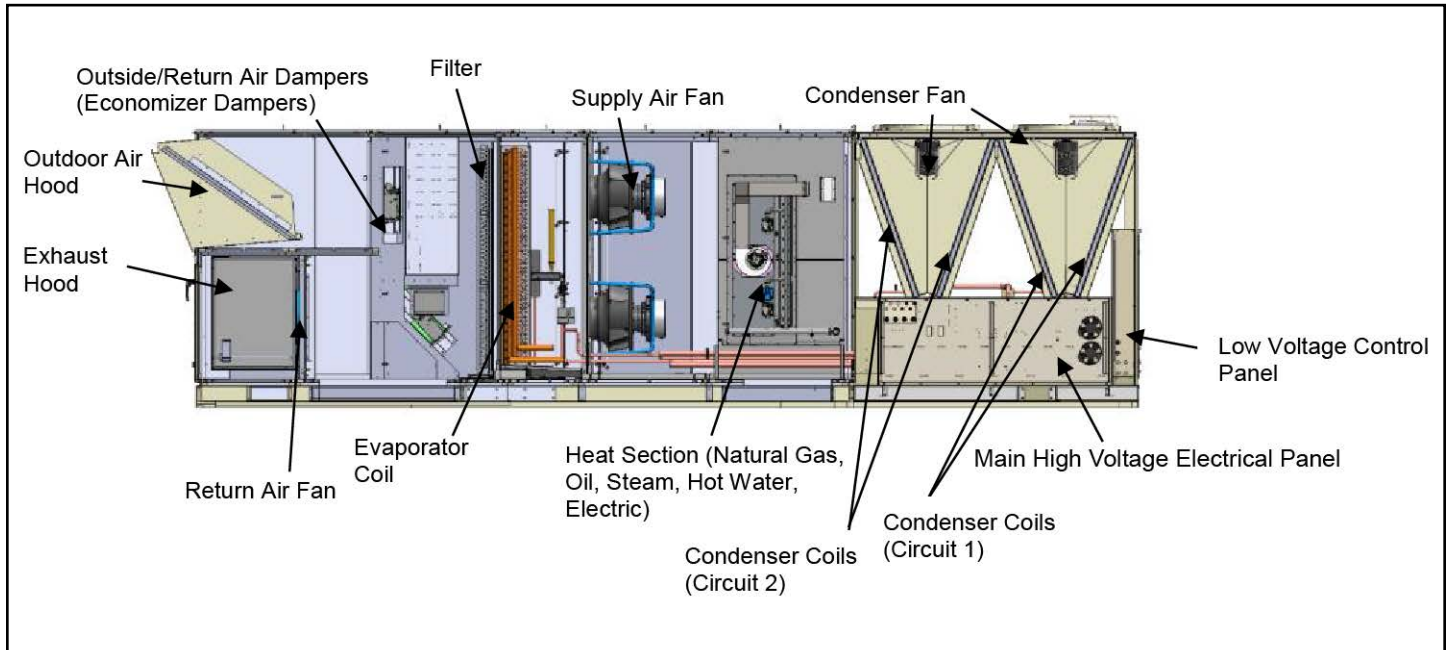 Outside/Return Air Dampers
(Economizer Dampers)
Filter
Supply Air Fan
Condenser Fan
Outdoor Air
Hood
Exhaust
Hood
Low Voltage Control
Panel
Evaporator
Coil
Heat Section (Natural Gas,
Oil, Steam, Hot Water,
Electric)
Main High Voltage Electrical Panel
Return Air Fan
Condenser Coils
(Circuit 1)
Condenser Coils
(Circuit 2)